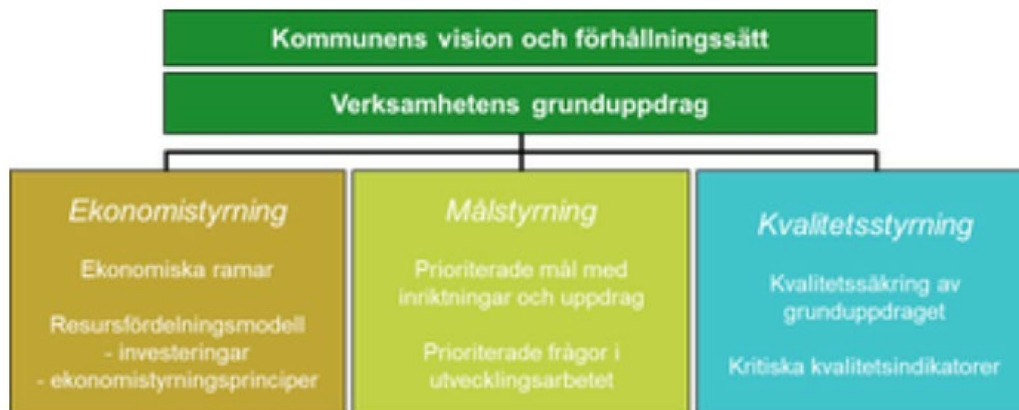 Kommunens vision och förhållningssätt
Verksamhetens grunduppdrag
Ekonomistyrning
Ekonomiska ramar
Resursfördelningsmodell
- investeringar
- ekonomistyrningsprinciper
Målstyrning
Prioriterade mål med
inriktningar och uppdrag
Prioriterade frågor i
utvecklingsarbetet
Kvalitetsstyrning
Kvalitetssäkring av
grunduppdraget
Kritiska kvalitetsindikatorer